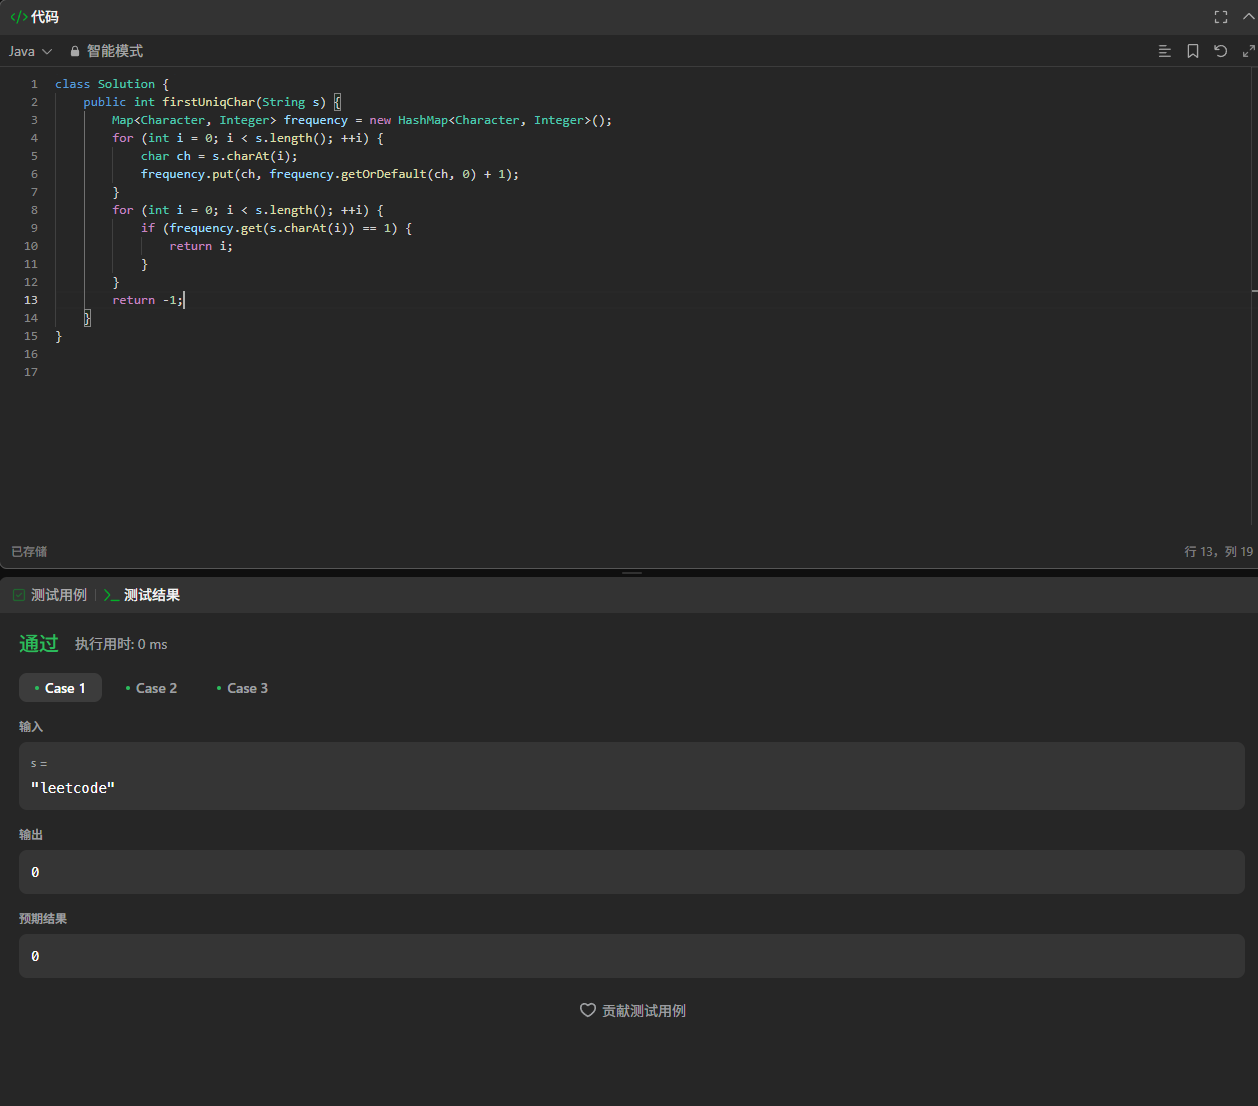 </> 代码
Java 智能模式
1 class Solution {
2     public int firstUniqChar(String s) {
3         Map<Character, Integer> frequency = new HashMap<Character, Integer>();
4         for (int i = 0; i < s.length(); ++i) {
5             char ch = s.charAt(i);
6             frequency.put(ch, frequency.getOrDefault(ch, 0) + 1);
7         }
8         for (int i = 0; i < s.length(); ++i) {
9             if (frequency.get(s.charAt(i)) == 1) {
10                 return i;
11             }
12         }
13         return -1;
14     }
15 }
16
17
已存储 行 13，列 19
测试用例 | >_ 测试结果
通过 执行用时: 0 ms
• Case 1 • Case 2 • Case 3
输入
s =
"leetcode"
输出
0
预期结果
0
贡献测试用例